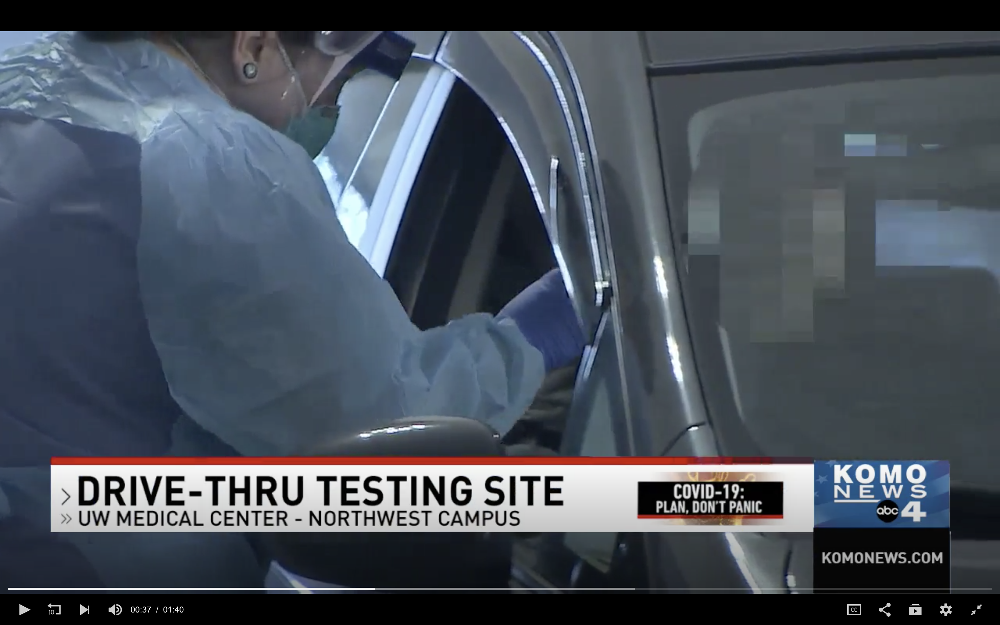 DRIVE-THRU TESTING SITE
UW MEDICAL CENTER - NORTHWEST CAMPUS
COVID-19:
PLAN, DON'T PANIC
KOMO
NEWS
abc 4
KOMONEWS.COM
10
00:37 / 01:40
CC